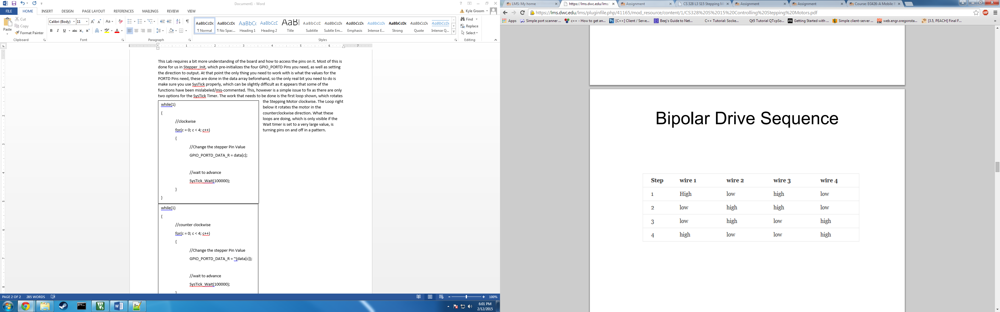 Document1 - Word
FILE HOME INSERT DESIGN PAGE LAYOUT REFERENCES MAILINGS REVIEW VIEW
Kyle Groom
Paste
Cut
Copy
Format Painter
Calibri (Body) 11
AaBbCcDc AaBbCcDc AaBbCc AaBbCcE AaBl AaBbCcD AaBbCcDc AaBbCcDc AaBbCcDc AaBbCcDc AaBbCcDc AaBbCcDc
¶ Normal ¶ No Spac... Heading 1 Heading 2 Title Subtitle Subtle Em... Emphasis Intense E... Strong Quote Intense Q...
Find
Replace
Select
Clipboard Font Paragraph Styles Editing
1 1 2 3 4 5 6 7
This Lab requires a bit more understanding of the board and how to access the pins on it. Most of this is
done for us in Stepper_Init, which pre-initializes the four GPIO_PORTD Pins you need, as well as setting
the direction to output. At that point the only thing you need to work with is what the values for the
PORTD Pins need, these are done in the data array beforehand, so the only real bit you need to do is
make sure you use SysTick properly, which can be slightly difficult as it appears that some of the
functions have been mislabeled/mis-commented. This, however is a simple issue to fix as there are only
two options for the SysTick Timer. The work that needs to be done is the first loop shown, which rotates
the Stepping Motor clockwise. The Loop right
below it rotates the motor in the
counterclockwise direction. What these
loops are doing, which is only visible if the
Wait timer is set to a very large value, is
turning pins on and off in a pattern.
while(1)
{
//clockwise
for(c = 0; c < 4; c++)
{
//Change the stepper Pin Value
GPIO_PORTD_DATA_R = data[c];
//wait to advance
SysTick_Wait(100000);
}
}
while(1)
{
//counter clockwise
for(c = 0; c < 4; c++)
{
//Change the stepper Pin Value
GPIO_PORTD_DATA_R = ~(data[c]);
//wait to advance
SysTick_Wait(100000);
}
PAGE 2 OF 2 285 WORDS 100%
6:01 PM
2/12/2015
LMS: My home https://lms.dwc.edu/lms/ Assignment CS 328 L3 S15 Stepping M Assignment Assignment Course: EG426-A Mobile
https://lms.dwc.edu/lms/pluginfile.php/41165/mod_resource/content/1/CS328%20S%2015%20Controlling%20Stepping%20Motors.pdf
Apps Simple port scanner ... c++ - How to get an... [C++] Client / Serve... Beej's Guide to Net... C++ Tutorial: Socke... Qt5 Tutorial QTcpSo... Getting Started with ... Simple client-server ... web.engr.oregonsta... [3.5, PEACH] Final F... »
Bipolar Drive Sequence
Step wire 1 wire 2 wire 3 wire 4
1 High low high low
2 low high high low
3 low high low high
4 high low low high